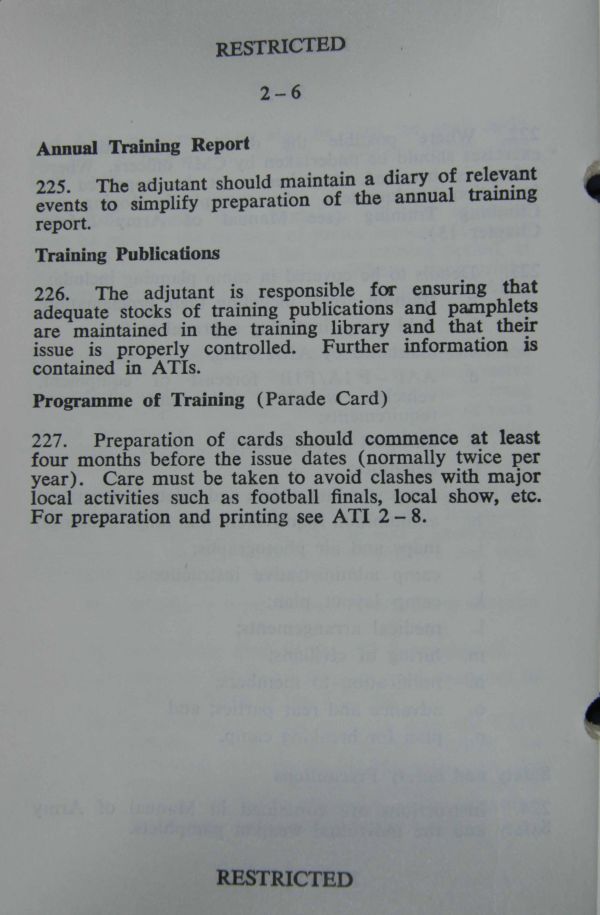 RESTRICTED
2 – 6
Annual Training Report
225. The adjutant should maintain a diary of relevant
events to simplify preparation of the annual training
report.
Training Publications
226. The adjutant is responsible for ensuring that
adequate stocks of training publications and pamphlets
are maintained in the training library and that their
issue is properly controlled. Further information is
contained in ATIs.
Programme of Training (Parade Card)
227. Preparation of cards should commence at least
four months before the issue dates (normally twice per
year). Care must be taken to avoid clashes with major
local activities such as football finals, local show, etc.
For preparation and printing see ATI 2 – 8.
RESTRICTED